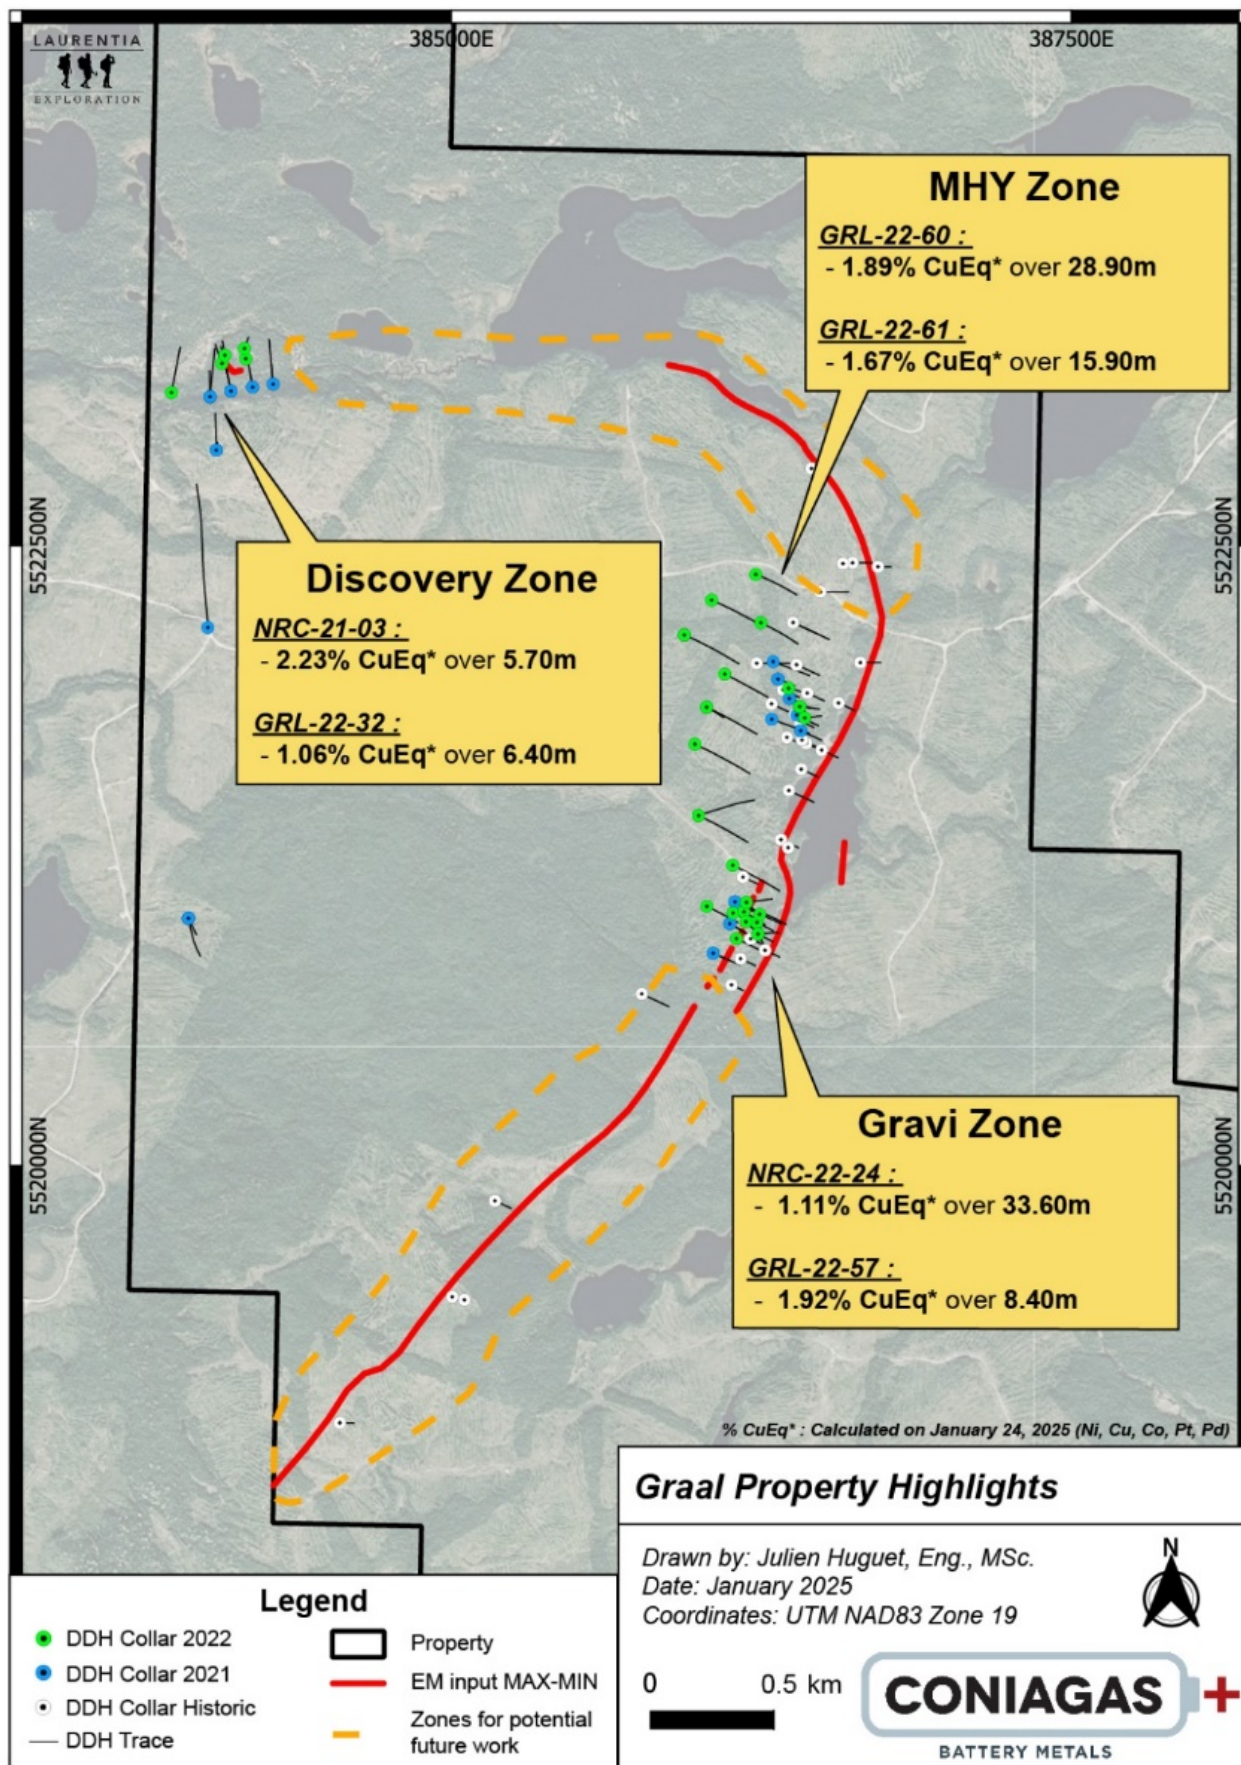 LAURENTIA
EXPLORATION
385000E
387500E
MHY Zone
GRL-22-60 :
- 1.89% CuEq* over 28.90m
GRL-22-61 :
- 1.67% CuEq* over 15.90m
5522500N
5522500N
Discovery Zone
NRC-21-03 :
- 2.23% CuEq* over 5.70m
GRL-22-32 :
- 1.06% CuEq* over 6.40m
Gravi Zone
NRC-22-24 :
- 1.11% CuEq* over 33.60m
GRL-22-57 :
- 1.92% CuEq* over 8.40m
5520000N
5520000N
% CuEq* : Calculated on January 24, 2025 (Ni, Cu, Co, Pt, Pd)
Graal Property Highlights
Drawn by: Julien Huguet, Eng., MSc.
Date: January 2025
Coordinates: UTM NAD83 Zone 19
N
0 0.5 km
CONIAGAS +
BATTERY METALS
Legend
DDH Collar 2022
DDH Collar 2021
DDH Collar Historic
DDH Trace
Property
EM input MAX-MIN
Zones for potential
future work